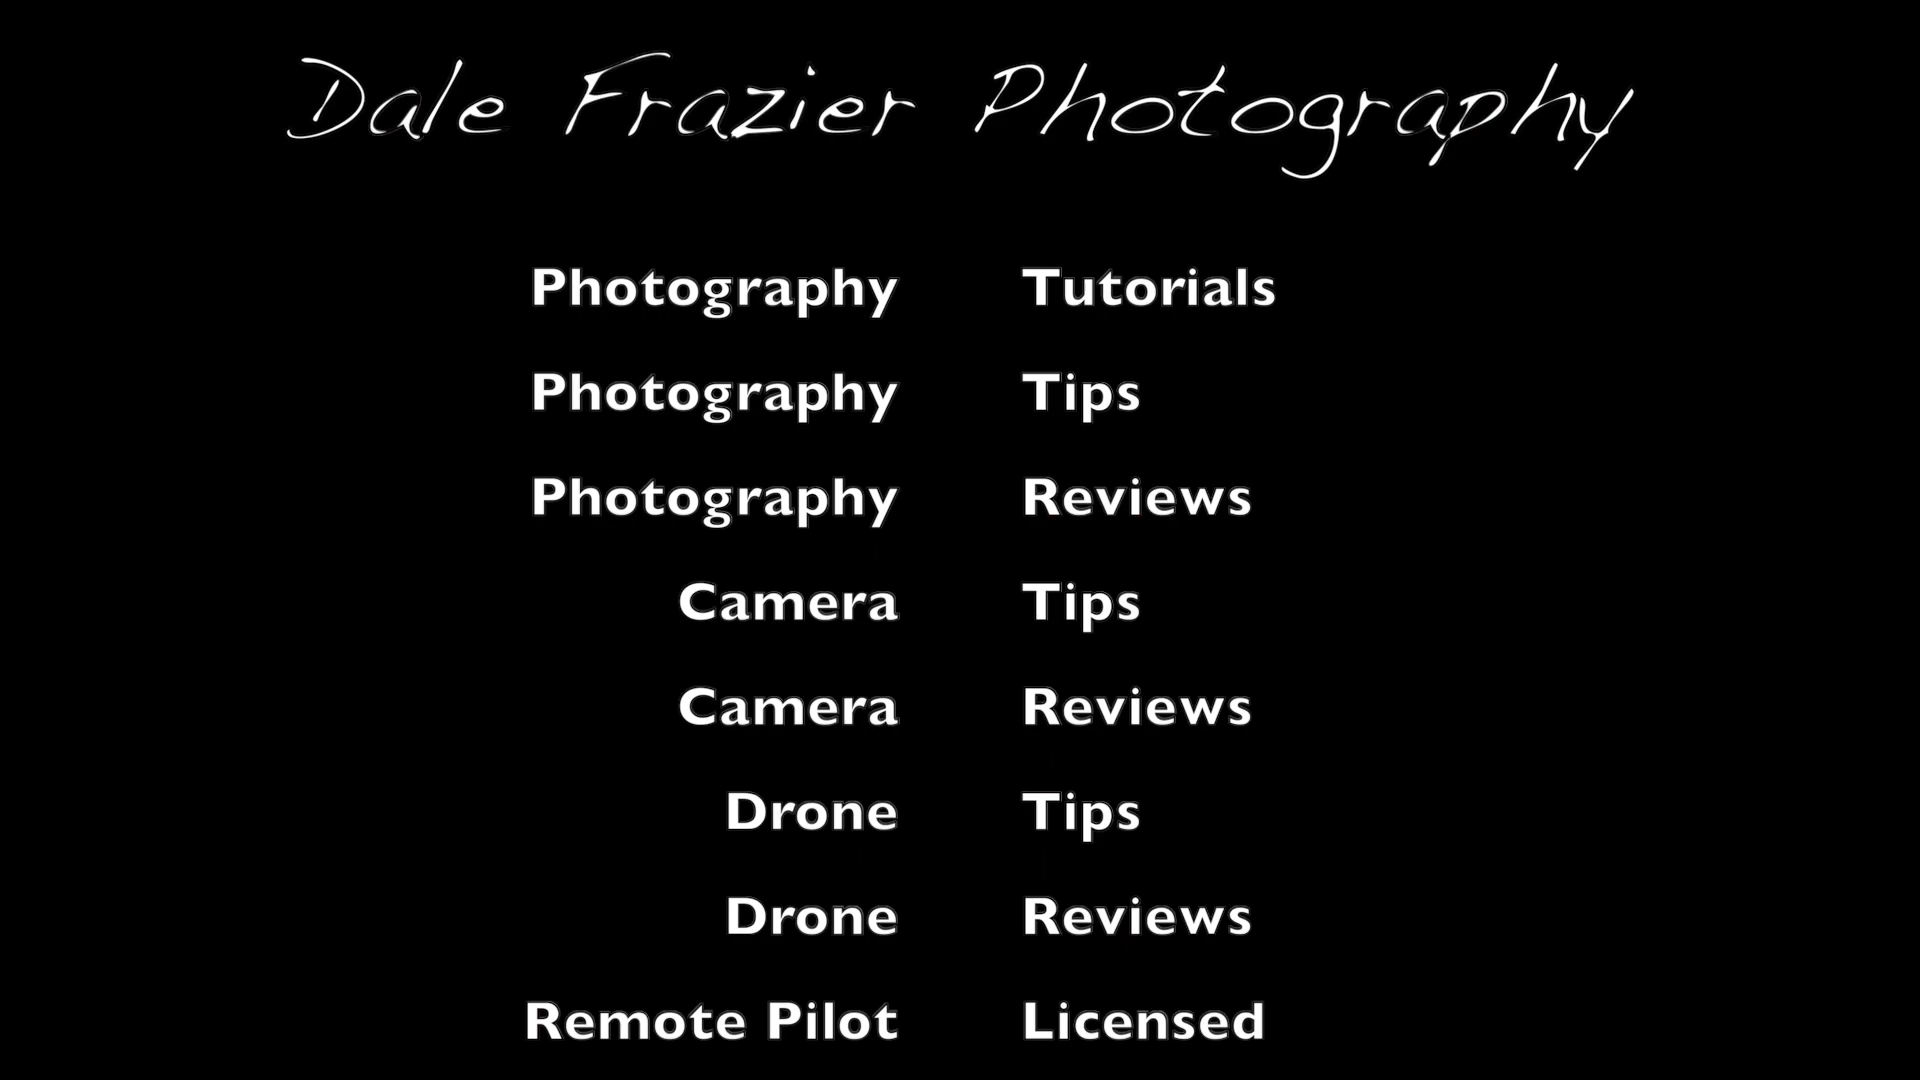 Dale Frazier Photography
Photography Tutorials
Photography Tips
Photography Reviews
Camera Tips
Camera Reviews
Drone Tips
Drone Reviews
Remote Pilot Licensed